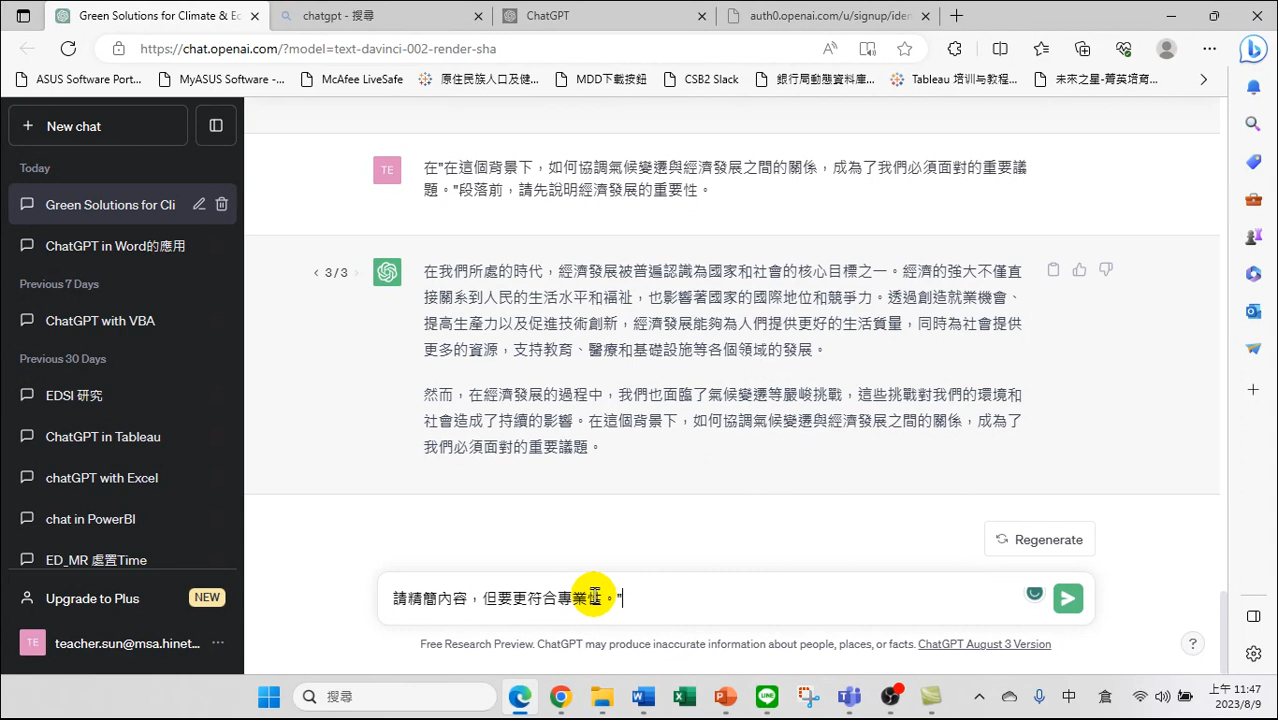 Green Solutions for Climate & Ec
chatgpt - 搜尋
ChatGPT
auth0.openai.com/u/signup/iden
https://chat.openai.com/?model=text-davinci-002-render-sha
ASUS Software Port...
MyASUS Software -...
McAfee LiveSafe
原住民族人口及健...
MDD下載按鈕
CSB2 Slack
銀行局動態資料庫...
Tableau 培训与教程...
未來之星-菁英培育...
New chat
Today
Green Solutions for Cli
ChatGPT in Word的應用
Previous 7 Days
ChatGPT with VBA
Previous 30 Days
EDSI 研究
ChatGPT in Tableau
chatGPT with Excel
chat in PowerBI
ED_MR 處置Time
Upgrade to Plus
NEW
TE
teacher.sun@msa.hinet...
TE
在"在這個背景下，如何協調氣候變遷與經濟發展之間的關係，成為了我們必須面對的重要議
題。"段落前，請先說明經濟發展的重要性。
3 / 3
在我們所處的時代，經濟發展被普遍認識為國家和社會的核心目標之一。經濟的強大不僅直
接關系到人民的生活水平和福祉，也影響著國家的國際地位和競爭力。透過創造就業機會、
提高生產力以及促進技術創新，經濟發展能夠為人們提供更好的生活質量，同時為社會提供
更多的資源，支持教育、醫療和基礎設施等各個領域的發展。
然而，在經濟發展的過程中，我們也面臨了氣候變遷等嚴峻挑戰，這些挑戰對我們的環境和
社會造成了持續的影響。在這個背景下，如何協調氣候變遷與經濟發展之間的關係，成為了
我們必須面對的重要議題。
Regenerate
請精簡內容，但要更符合專業性。"
Free Research Preview. ChatGPT may produce inaccurate information about people, places, or facts. ChatGPT August 3 Version
?
搜尋
中
上午 11:47
2023/8/9